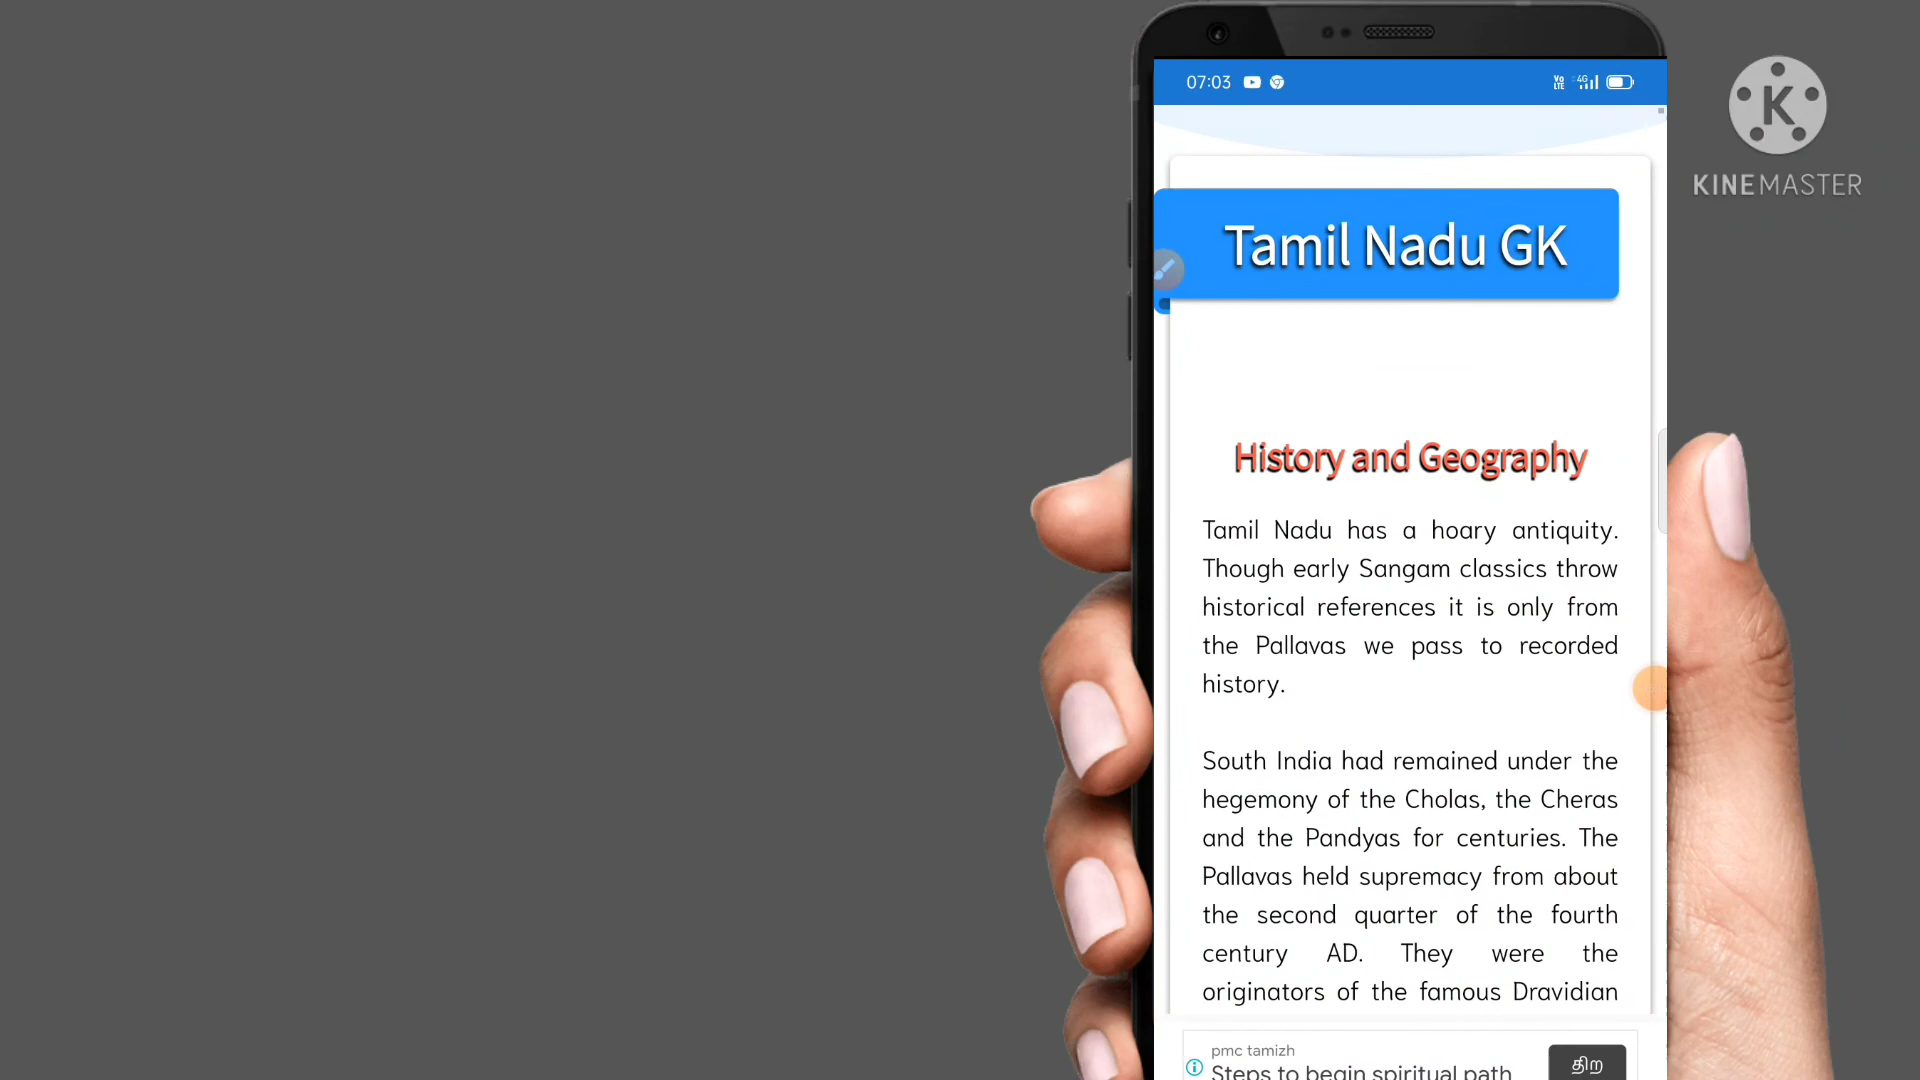 07:03
Vo LTE 4G
K
KINEMASTER
Tamil Nadu GK
History and Geography
Tamil Nadu has a hoary antiquity.
Though early Sangam classics throw
historical references it is only from
the Pallavas we pass to recorded
history.
South India had remained under the
hegemony of the Cholas, the Cheras
and the Pandyas for centuries. The
Pallavas held supremacy from about
the second quarter of the fourth
century AD. They were the
originators of the famous Dravidian
pmc tamizh
Steps to begin spiritual path
திற